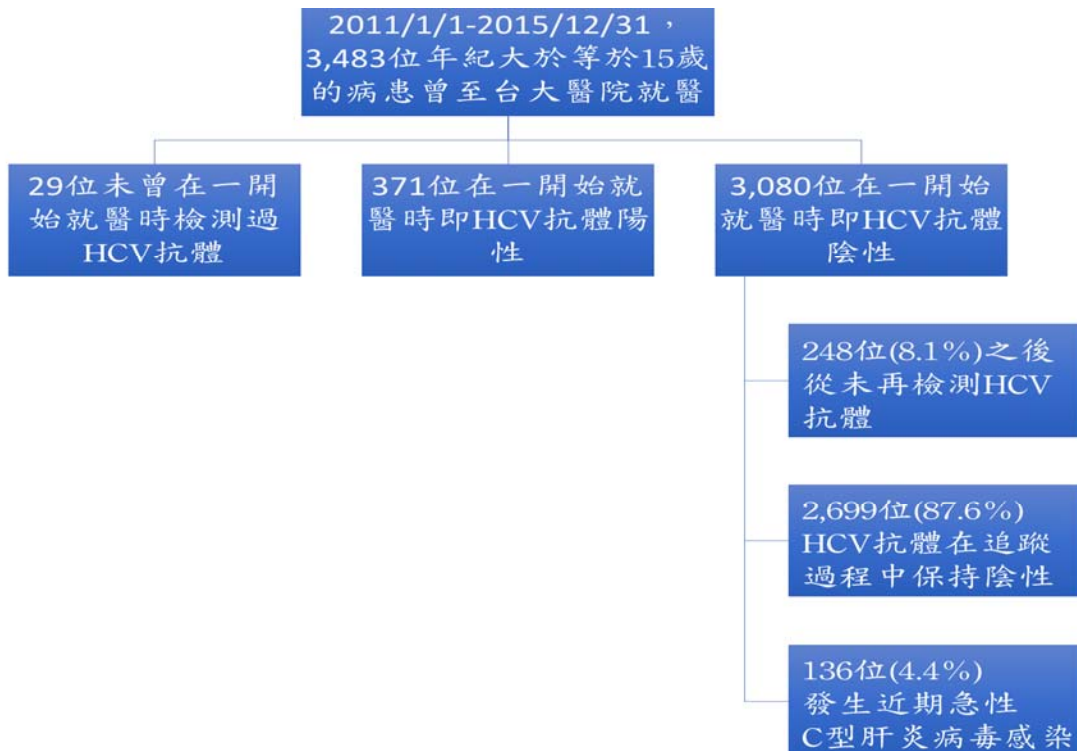 2011/1/1-2015/12/31，
3,483位年紀大於等於15歲
的病患曾至台大醫院就醫
29位未曾在一開
始就醫時檢測過
HCV抗體
371位在一開始就
醫時即HCV抗體陽
性
3,080位在一開始
就醫時即HCV抗體
陰性
248位(8.1%)之後
從未再檢測HCV
抗體
2,699位(87.6%)
HCV抗體在追蹤
過程中保持陰性
136位(4.4%)
發生近期急性
C型肝炎病毒感染